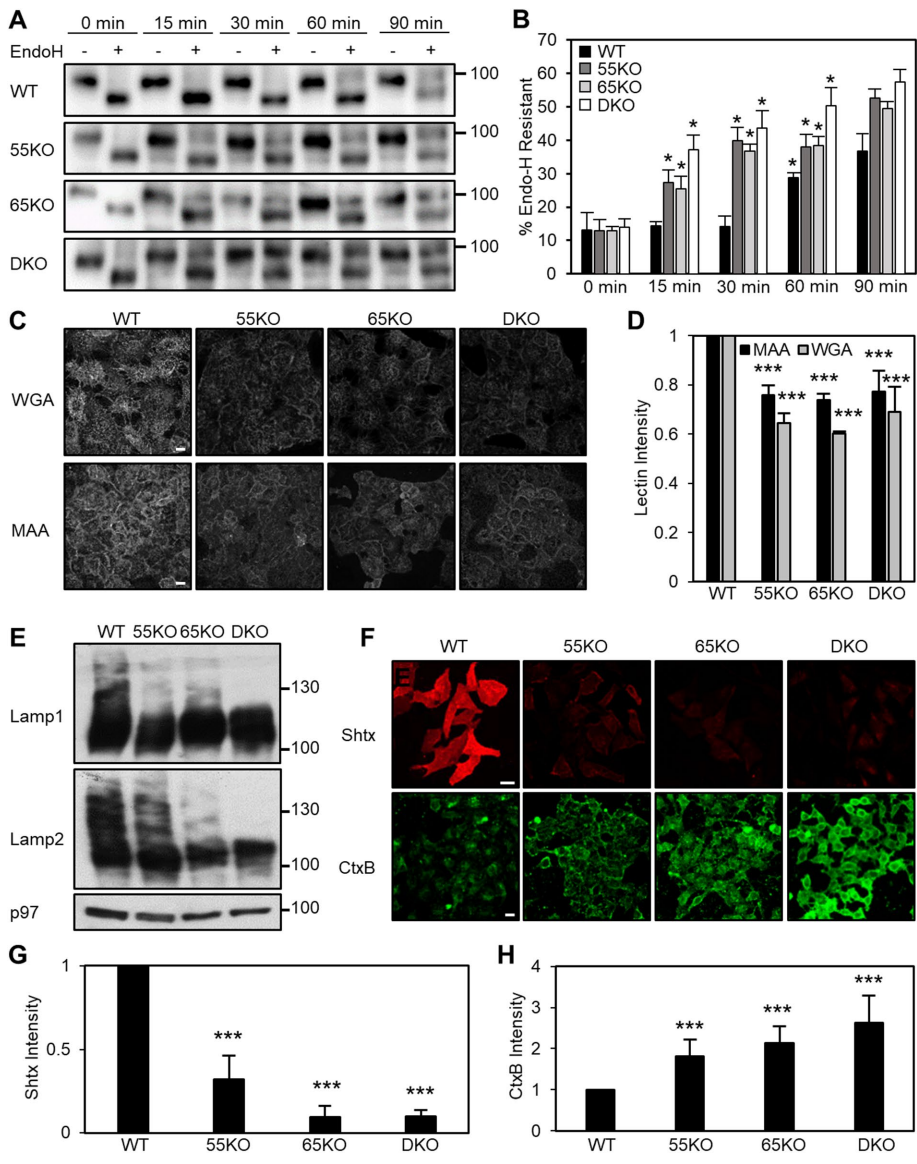 A
0 min 15 min 30 min 60 min 90 min
EndoH - + - + - + - + - +
WT
100
55KO
100
65KO
100
DKO
100
B
% Endo-H Resistant
70
60
50
40
30
20
10
0
WT
55KO
65KO
DKO
* * *
* * *
* * * *
0 min 15 min 30 min 60 min 90 min
C
WT 55KO 65KO DKO
WGA
MAA
D
Lectin Intensity
1
0.8
0.6
0.4
0.2
0
MAA WGA
*** ***
*** ***
*** ***
WT 55KO 65KO DKO
E
WT 55KO 65KO DKO
Lamp1
130
100
Lamp2
130
100
p97
100
F
WT 55KO 65KO DKO
E
Shtx
CtxB
G
Shtx Intensity
1
0.5
0
*** *** ***
WT 55KO 65KO DKO
H
CtxB Intensity
4
3
2
1
0
*** *** ***
WT 55KO 65KO DKO